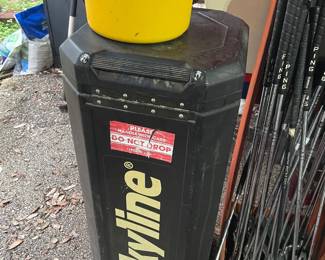 PLEASE
HANDLE WITH CARE
DO NOT DROP
kyline®
PING
PING